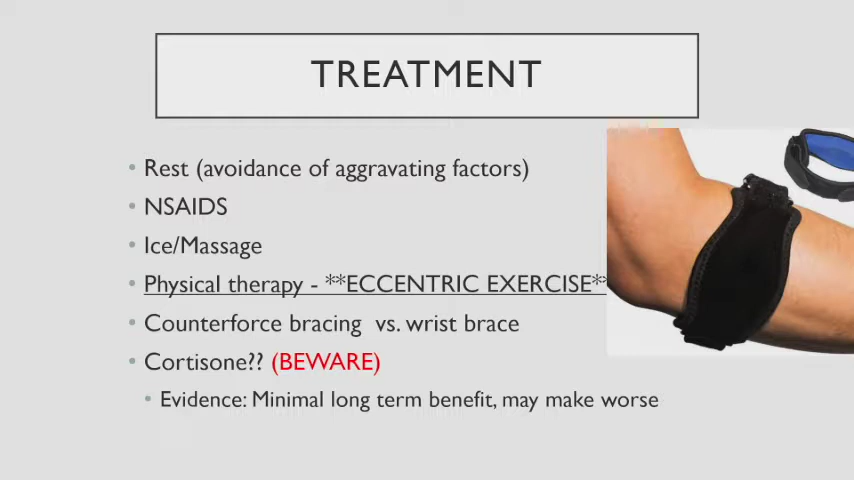 TREATMENT
• Rest (avoidance of aggravating factors)
• NSAIDS
• Ice/Massage
• Physical therapy - **ECCENTRIC EXERCISE**
• Counterforce bracing vs. wrist brace
• Cortisone?? (BEWARE)
• Evidence: Minimal long term benefit, may make worse